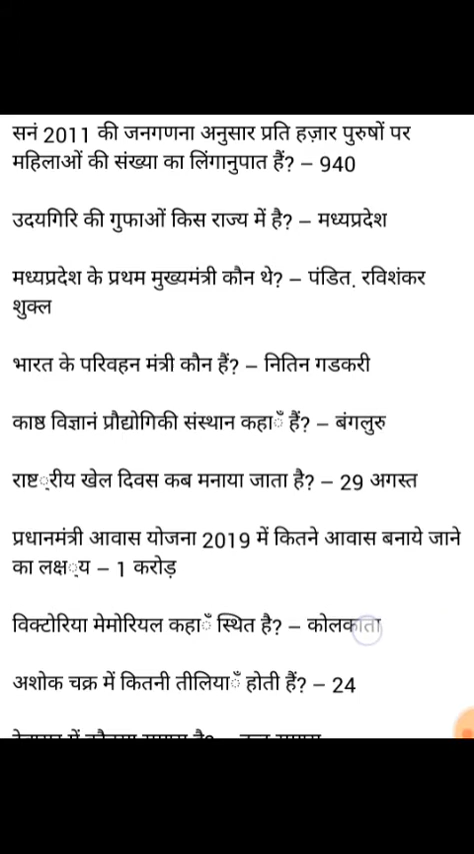 सनं 2011 की जनगणना अनुसार प्रति हज़ार पुरुषों पर
महिलाओं की संख्या का लिंगानुपात हैं? – 940
उदयगिरि की गुफाओं किस राज्य में है? – मध्यप्रदेश
मध्यप्रदेश के प्रथम मुख्यमंत्री कौन थे? – पंडित. रविशंकर
शुक्ल
भारत के परिवहन मंत्री कौन हैं? – नितिन गडकरी
काष्ठ विज्ञानं प्रौद्योगिकी संस्थान कहाँ हैं? – बंगलुरु
राष्ट्रीय खेल दिवस कब मनाया जाता है? – 29 अगस्त
प्रधानमंत्री आवास योजना 2019 में कितने आवास बनाये जाने
का लक्ष्य – 1 करोड़
विक्टोरिया मेमोरियल कहाँ स्थित है? – कोलकाता
अशोक चक्र में कितनी तीलियाँ होती हैं? – 24